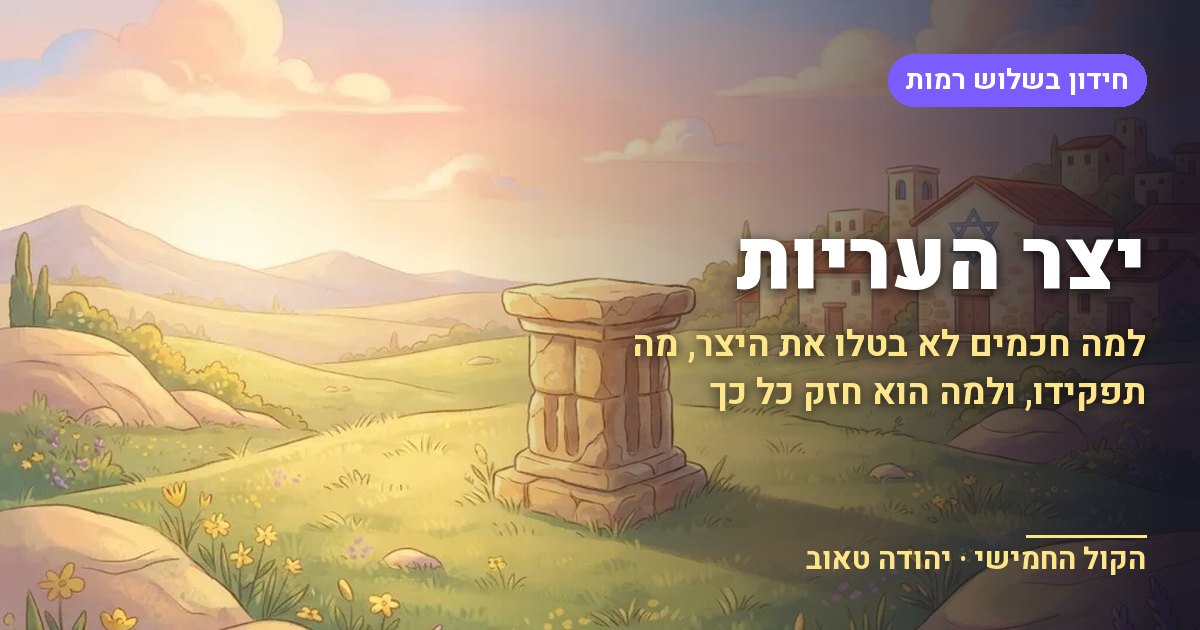 חידון בשלוש רמות
יצר העריות
למה חכמים לא בטלו את היצר, מה
תפקידו, ולמה הוא חזק כל כך
הקול החמישי · יהודה טאוב